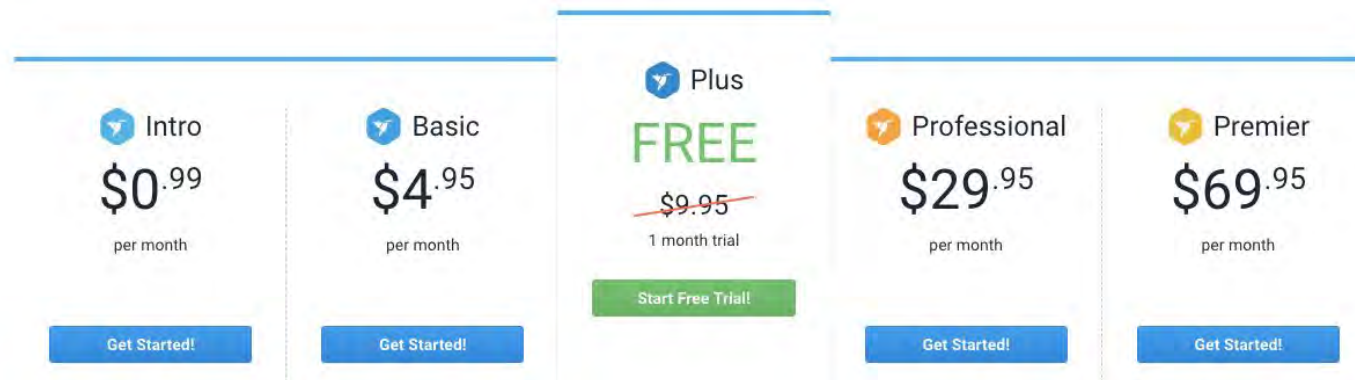 Intro
$0.99
per month
Get Started!
Basic
$4.95
per month
Get Started!
Plus
FREE
$9.95
1 month trial
Start Free Trial!
Professional
$29.95
per month
Get Started!
Premier
$69.95
per month
Get Started!